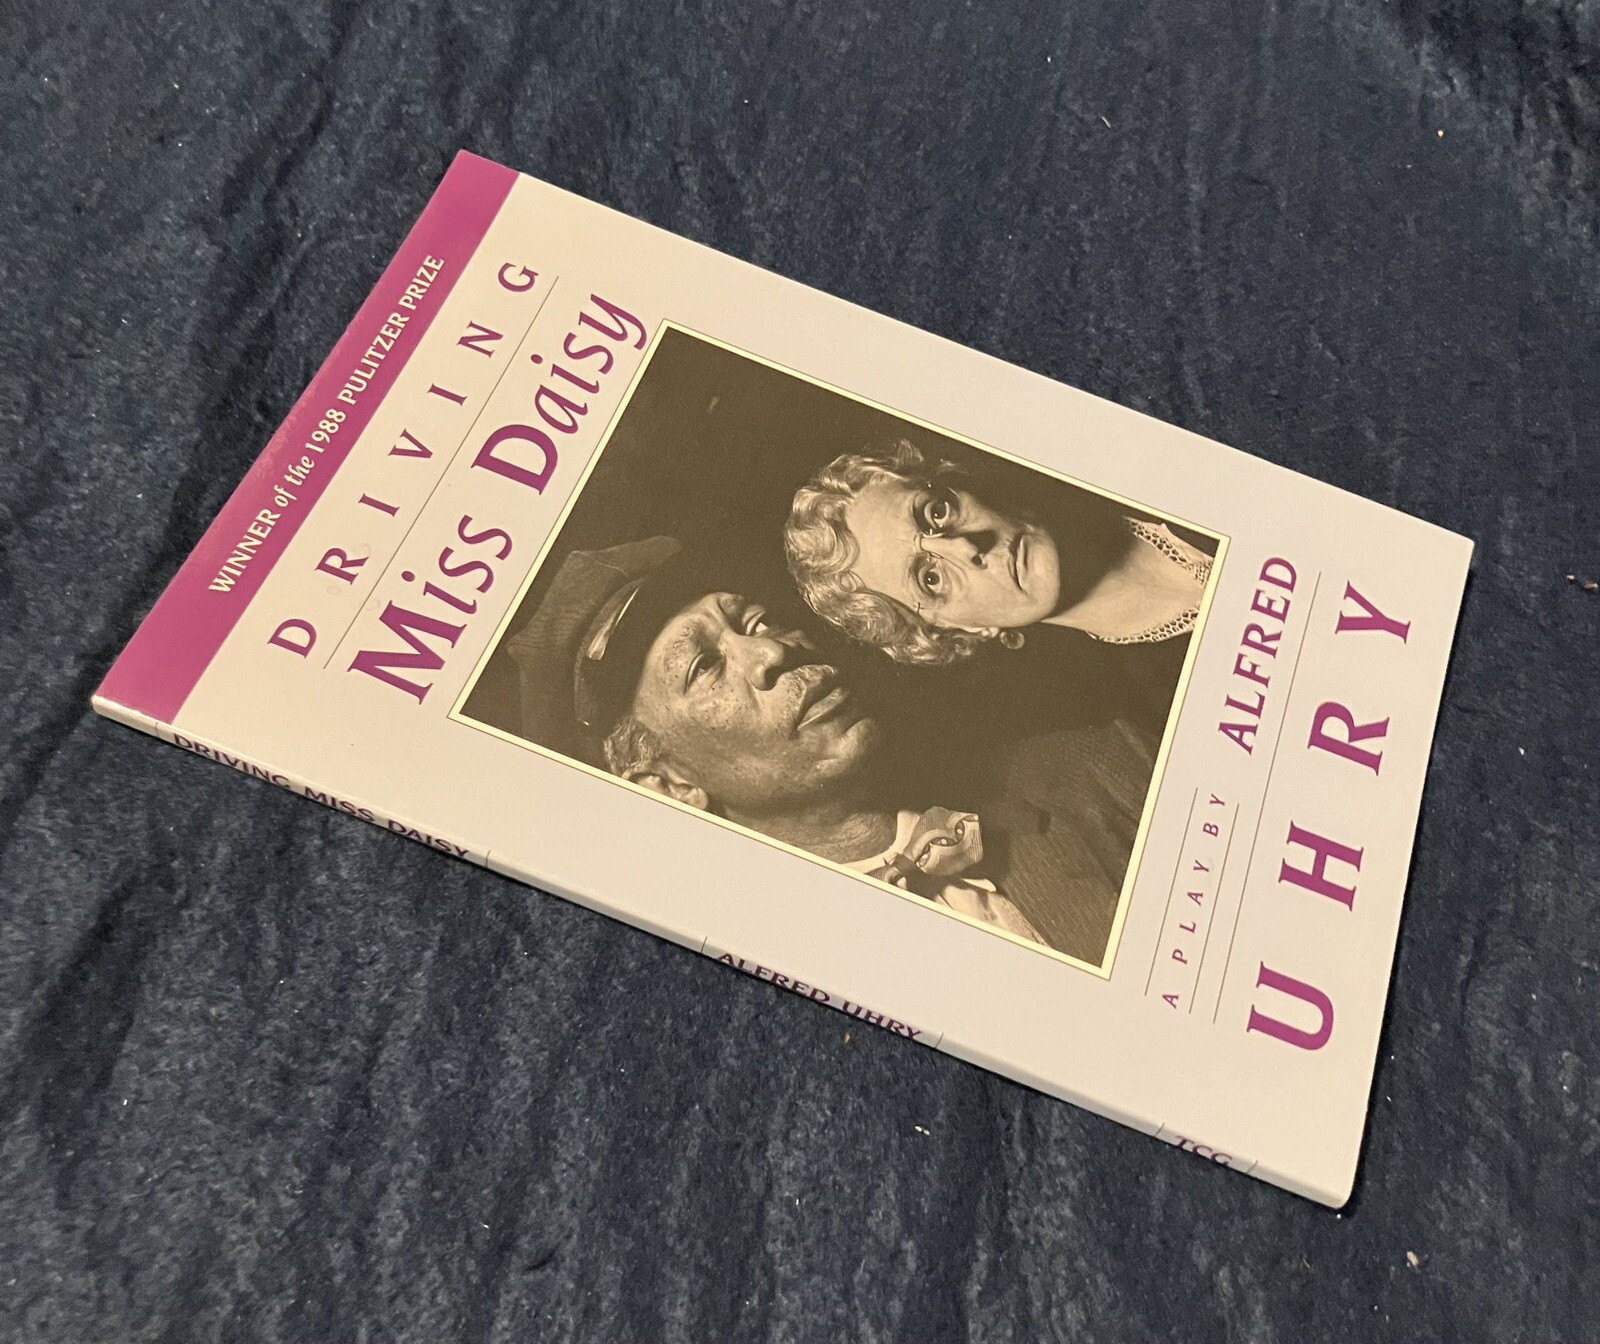 WINNER of the 1988 PULITZER PRIZE
DRIVING
Miss Daisy
A PLAY BY ALFRED
UHRY
DRIVING MISS DAISY ALFRED UHRY TCG